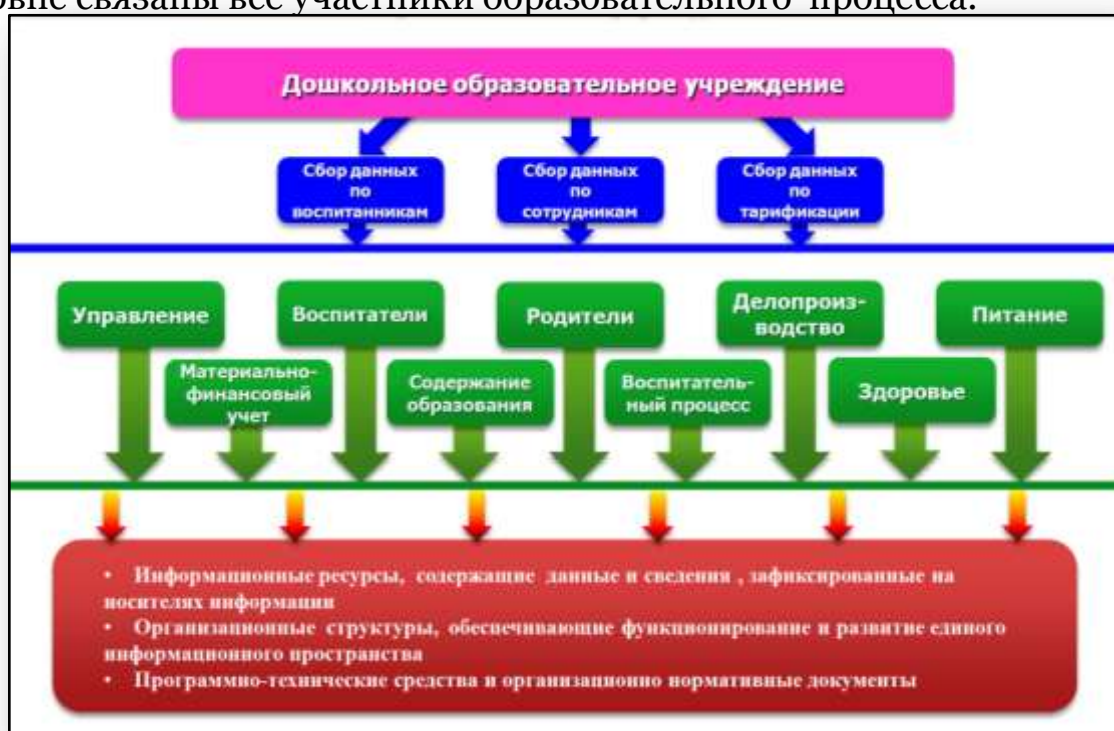 овне связаны все участники образовательного процесса.
Дошкольное образовательное учреждение
Сбор данных
по
воспитанникам
Сбор данных
по
сотрудникам
Сбор данных
по
тарификации
Управление
Воспитатели
Родители
Делопроиз-
водство
Питание
Материально-
финансовый
учет
Содержание
образования
Воспитатель-
ный процесс
Здоровье
• Информационные ресурсы, содержащие данные и сведения , зафиксированные на
носителях информации
• Организационные структуры, обеспечивающие функционирование и развитие единого
информационного пространства
• Программно-технические средства и организационно нормативные документы